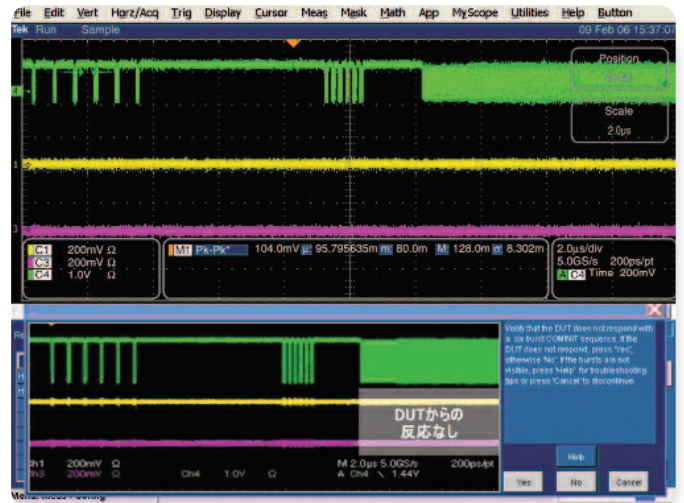 File Edit Vert Horz/Acq Trig Display Cursor Meas Mask Math App MyScope Utilities Help Button
Tek Run Sample 09 Feb 06 15:37:07
Position
Scale
2.0µs
C1 200mV Ω
C3 200mV Ω
C4 1.0V Ω
M1 Pk-Pk* 104.0mV µ: 95.795635m m: 80.0m M: 128.0m σ: 8.302m
2.0µs/div
5.0GS/s 200ps/pt
A C4 Time 200mV
Verify that the DUT does not respond with
a six burst COMINIT sequence. If the
DUT does not respond, press 'Yes',
otherwise 'No'. If the bursts are not
visible, press 'Help' for troubleshooting
tips or press 'Cancel' to discontinue.
DUTからの
反応なし
Ch1 200mV Ω M 2.0µs 5.0GS/s 200ps/pt
Ch3 200mV Ω Ch4 1.0V Ω A Ch4 \ 1.44V
Help
Yes No Cancel